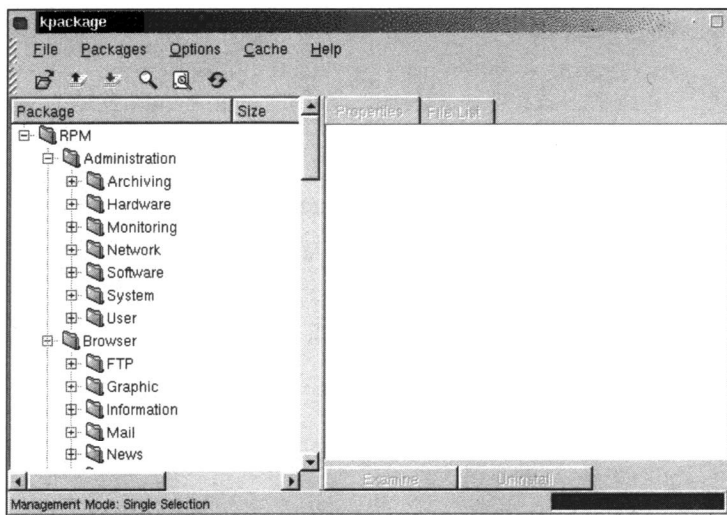 kpackage
File Packages Options Cache Help
Package Size Properties File List
RPM
Administration
Archiving
Hardware
Monitoring
Network
Software
System
User
Browser
FTP
Graphic
Information
Mail
News
Examine Uninstall
Management Mode: Single Selection